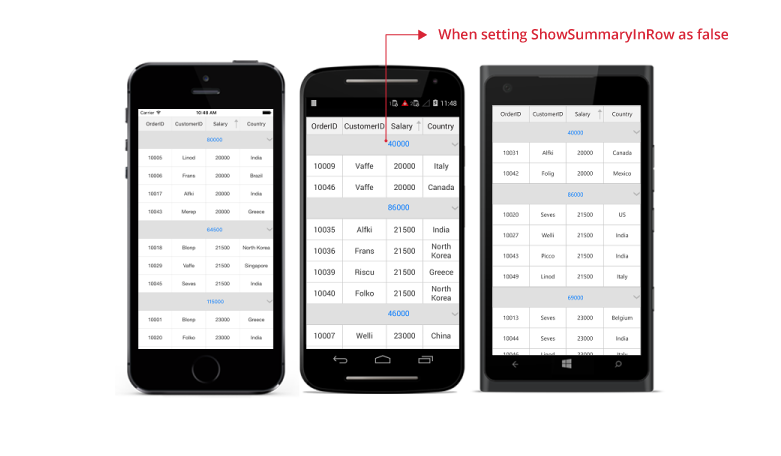 When setting ShowSummaryInRow as false
Carrier 10:48 AM
OrderID CustomerID Salary Country
80000
10005 Linod 20000 India
10006 Frans 20000 Brazil
10017 Alfki 20000 India
10043 Merep 20000 Greece
64500
10018 Blonp 21500 North Korea
10029 Vaffe 21500 Singapore
10045 Seves 21500 India
115000
10001 Blonp 23000 Greece
10020 Folko 23000 India
11:48
OrderID CustomerID Salary Country
40000
10009 Vaffe 20000 Italy
10046 Vaffe 20000 Canada
86000
10035 Alfki 21500 India
10036 Frans 21500 North Korea
10039 Riscu 21500 Greece
10040 Folko 21500 North Korea
46000
10007 Welli 23000 China
OrderID CustomerID Salary Country
40000
10031 Alfki 20000 Canada
10042 Folig 20000 Mexico
86000
10020 Seves 21500 US
10027 Welli 21500 India
10043 Picco 21500 India
10049 Linod 21500 Italy
69000
10013 Seves 23000 Belgium
10044 Seves 23000 India
10046 Linod 23000 Italy